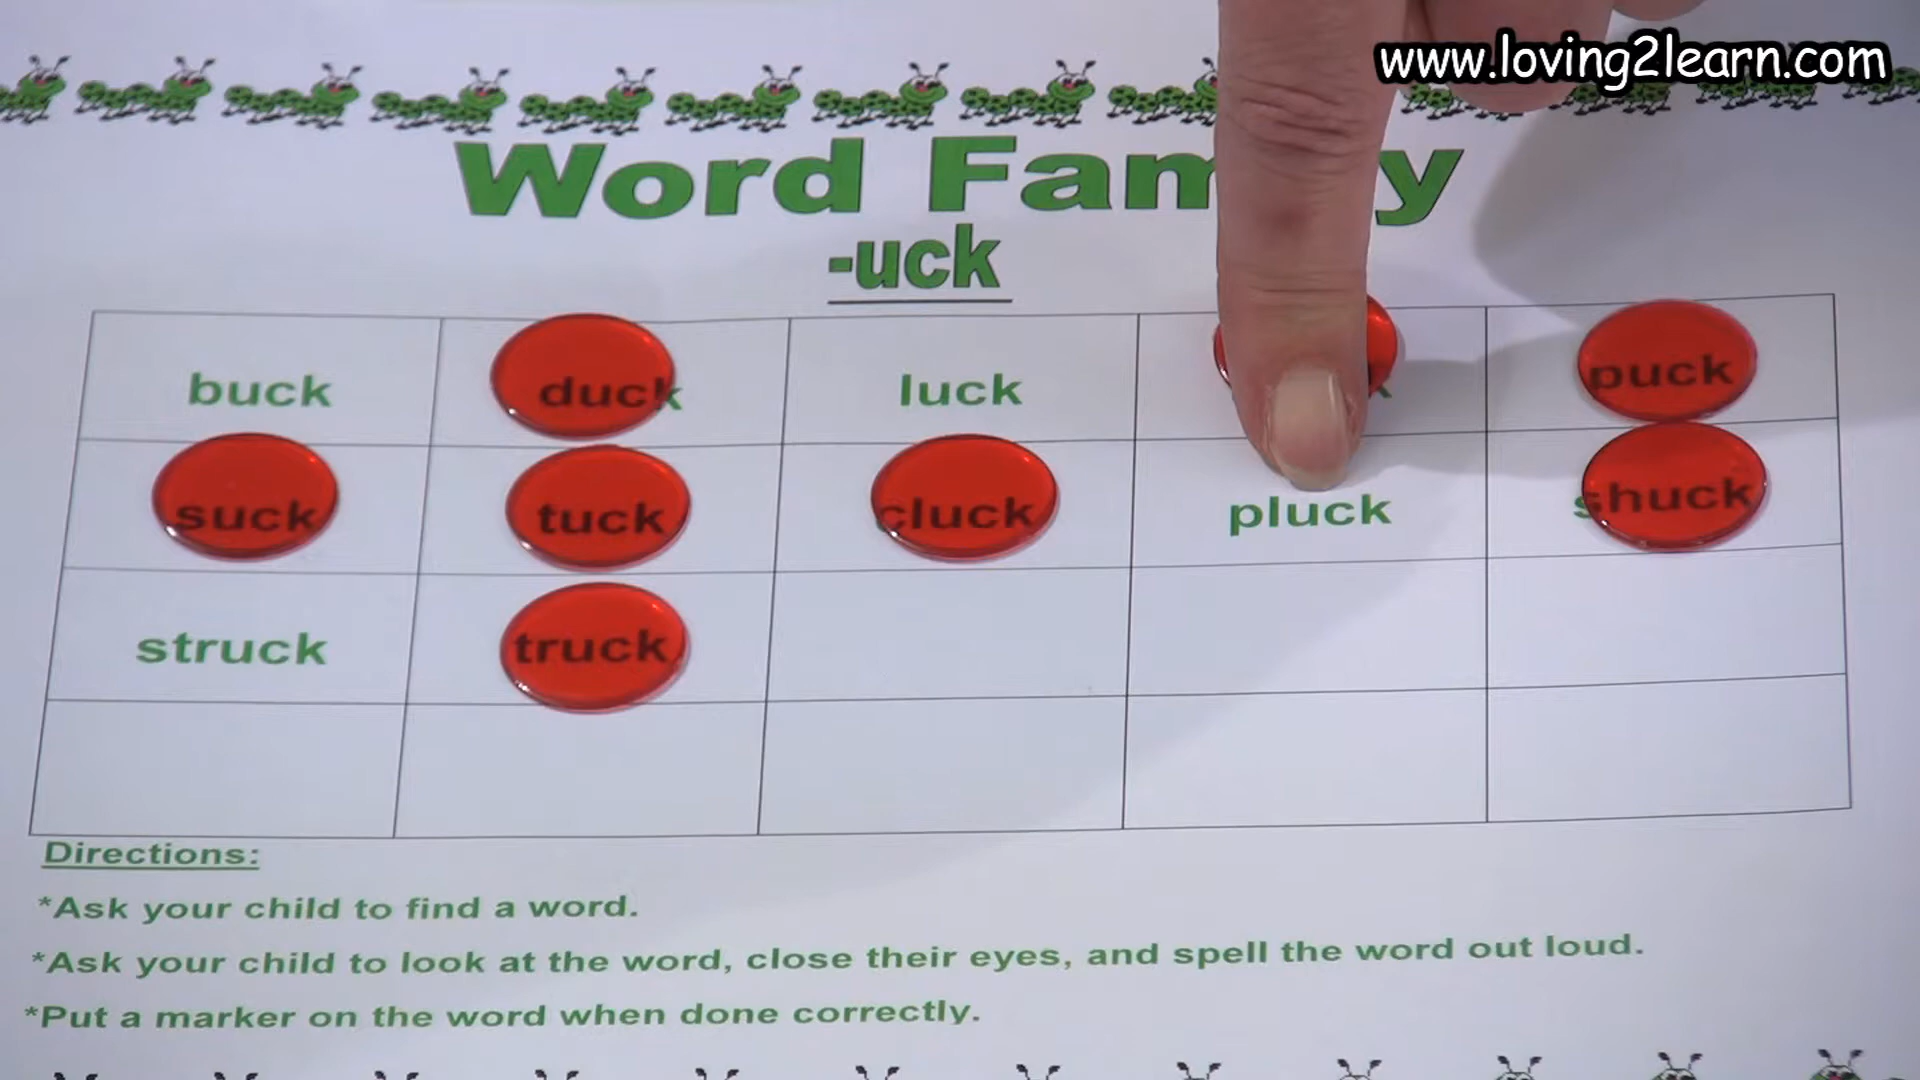 www.loving2learn.com
Word Family
-uck
buck duck luck puck
suck tuck cluck pluck shuck
struck truck
Directions:
*Ask your child to find a word.
*Ask your child to look at the word, close their eyes, and spell the word out loud.
*Put a marker on the word when done correctly.